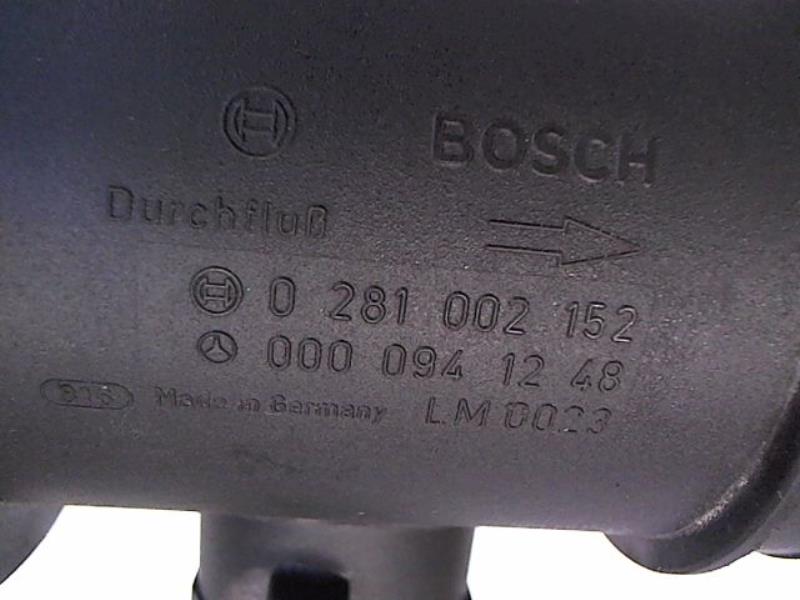 BOSCH
Durchfluß
0 281 002 152
000 094 12 48
Made in Germany LM 0023